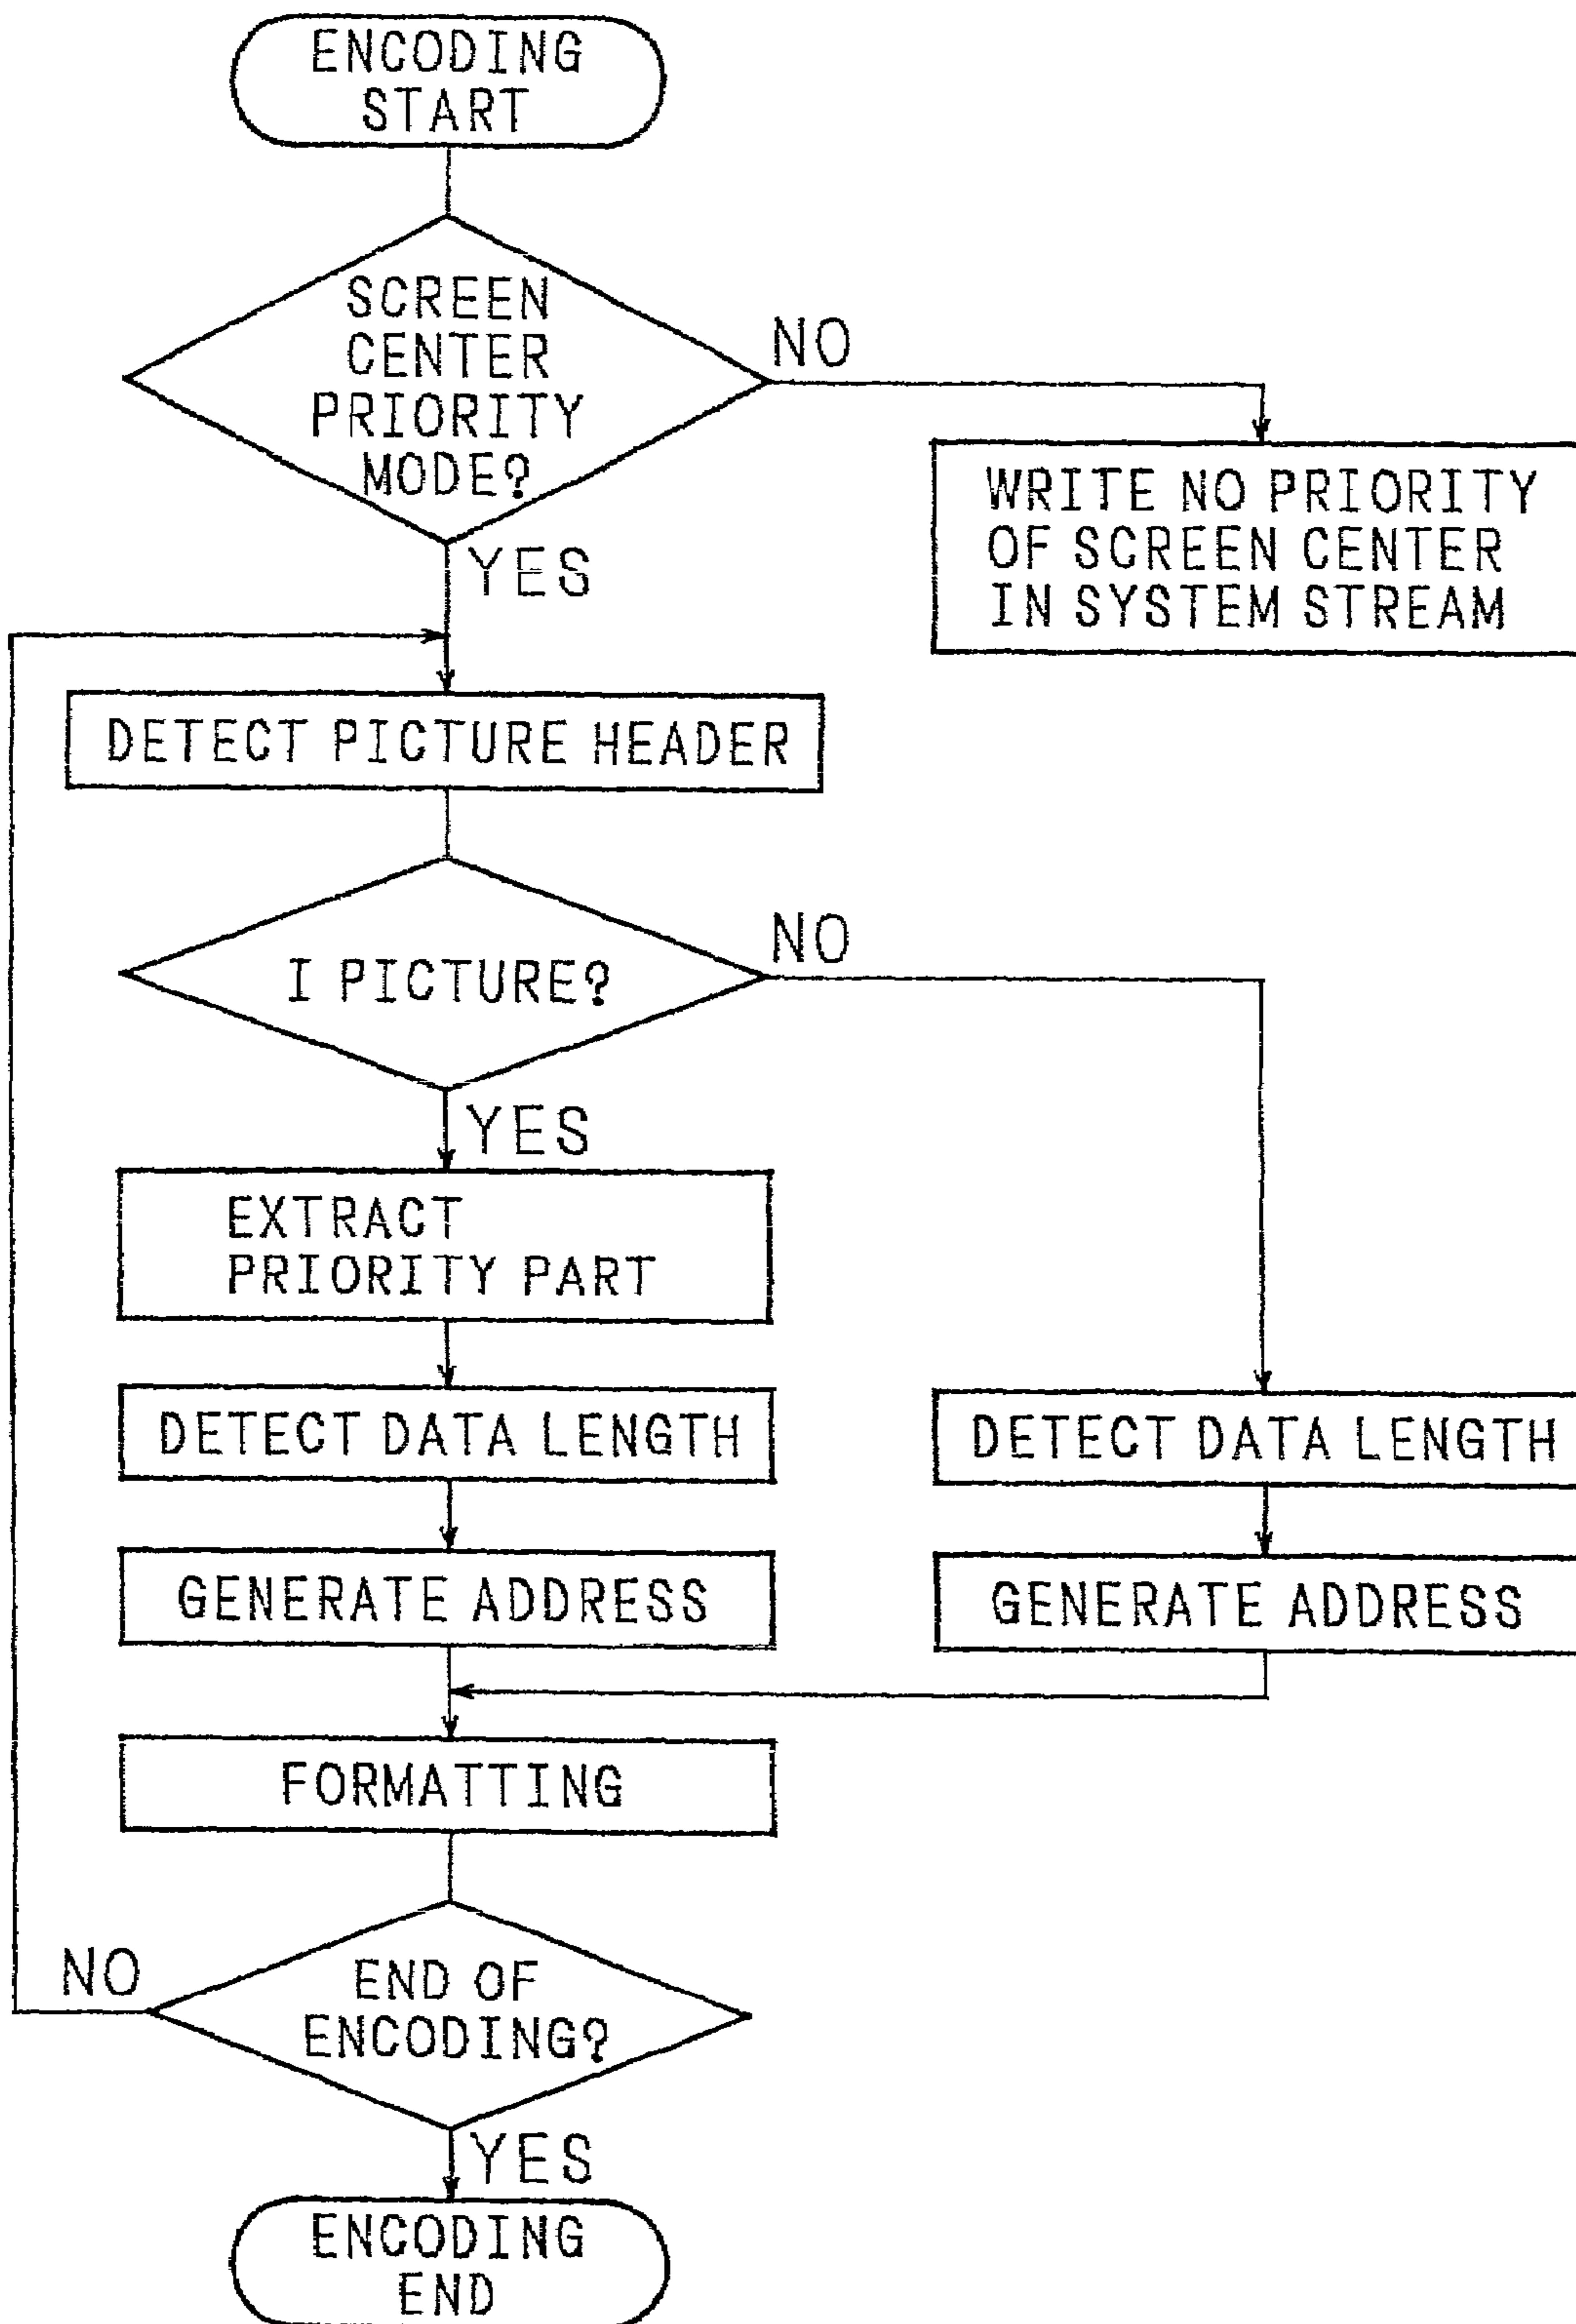 ENCODING
START
SCREEN
CENTER
PRIORITY
MODE?
NO
WRITE NO PRIORITY
OF SCREEN CENTER
IN SYSTEM STREAM
YES
DETECT PICTURE HEADER
I PICTURE?
NO
YES
EXTRACT
PRIORITY PART
DETECT DATA LENGTH
DETECT DATA LENGTH
GENERATE ADDRESS
GENERATE ADDRESS
FORMATTING
END OF
ENCODING?
NO
YES
ENCODING
END